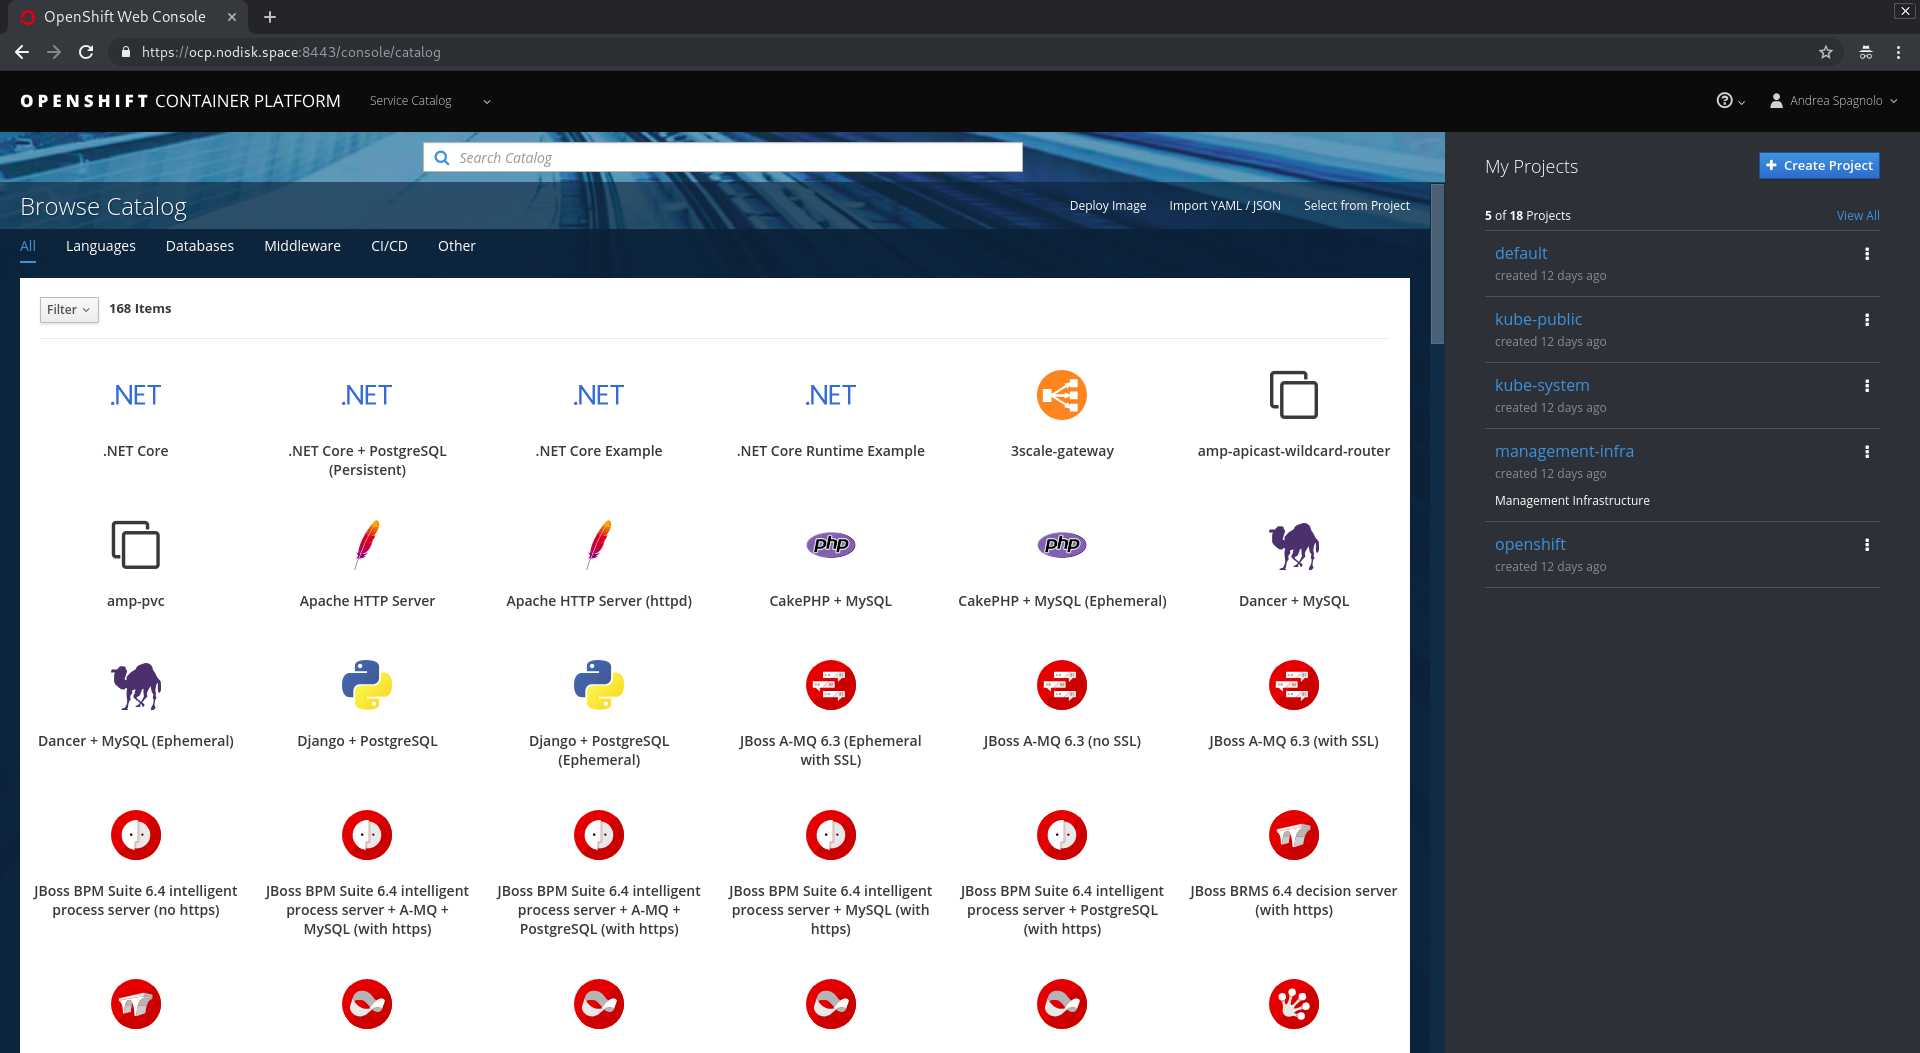 OpenShift Web Console
https://ocp.nodisk.space:8443/console/catalog
OPENSHIFT CONTAINER PLATFORM
Service Catalog
Andrea Spagnolo
Search Catalog
Browse Catalog
Deploy Image
Import YAML / JSON
Select from Project
All
Languages
Databases
Middleware
CI/CD
Other
Filter
168 Items
.NET
.NET
.NET
.NET
.NET Core
.NET Core + PostgreSQL
(Persistent)
.NET Core Example
.NET Core Runtime Example
3scale-gateway
amp-apicast-wildcard-router
php
php
amp-pvc
Apache HTTP Server
Apache HTTP Server (httpd)
CakePHP + MySQL
CakePHP + MySQL (Ephemeral)
Dancer + MySQL
Dancer + MySQL (Ephemeral)
Django + PostgreSQL
Django + PostgreSQL
(Ephemeral)
JBoss A-MQ 6.3 (Ephemeral
with SSL)
JBoss A-MQ 6.3 (no SSL)
JBoss A-MQ 6.3 (with SSL)
JBoss BPM Suite 6.4 intelligent
process server (no https)
JBoss BPM Suite 6.4 intelligent
process server + A-MQ +
MySQL (with https)
JBoss BPM Suite 6.4 intelligent
process server + A-MQ +
PostgreSQL (with https)
JBoss BPM Suite 6.4 intelligent
process server + MySQL (with
https)
JBoss BPM Suite 6.4 intelligent
process server + PostgreSQL
(with https)
JBoss BRMS 6.4 decision server
(with https)
My Projects
Create Project
5 of 18 Projects
View All
default
created 12 days ago
kube-public
created 12 days ago
kube-system
created 12 days ago
management-infra
created 12 days ago
Management Infrastructure
openshift
created 12 days ago